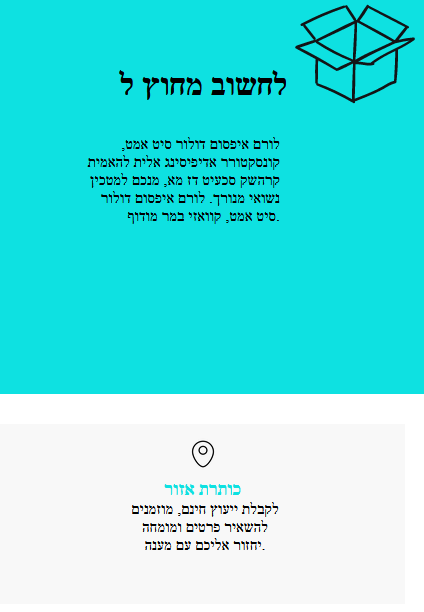 לחשוב מחוץ ל
לורם איפסום דולור סיט אמט,
קונסקטורר אדיפיסינג אלית להאמית
קרהשק סכעיט דז מא, מנכם למטכין
נשואי מנורך. לורם איפסום דולור
סיט אמט, קוואזי במר מודוף.
כותרת אזור
לקבלת ייעוץ חינם, מוזמנים
להשאיר פרטים ומומחה
יחזור אליכם עם מענה.